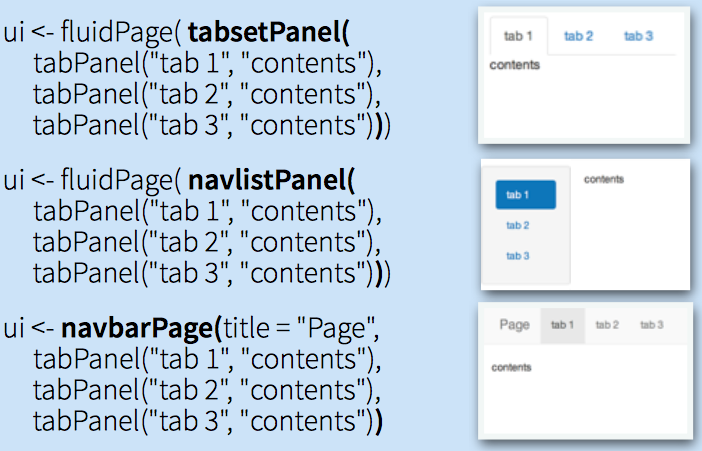 ui <- fluidPage( tabsetPanel(
tabPanel("tab 1", "contents"),
tabPanel("tab 2", "contents"),
tabPanel("tab 3", "contents")))
tab 1 tab 2 tab 3
contents
ui <- fluidPage( navlistPanel(
tabPanel("tab 1", "contents"),
tabPanel("tab 2", "contents"),
tabPanel("tab 3", "contents")))
tab 1 contents
tab 2
tab 3
ui <- navbarPage(title = "Page",
tabPanel("tab 1", "contents"),
tabPanel("tab 2", "contents"),
tabPanel("tab 3", "contents"))
Page tab 1 tab 2 tab 3
contents